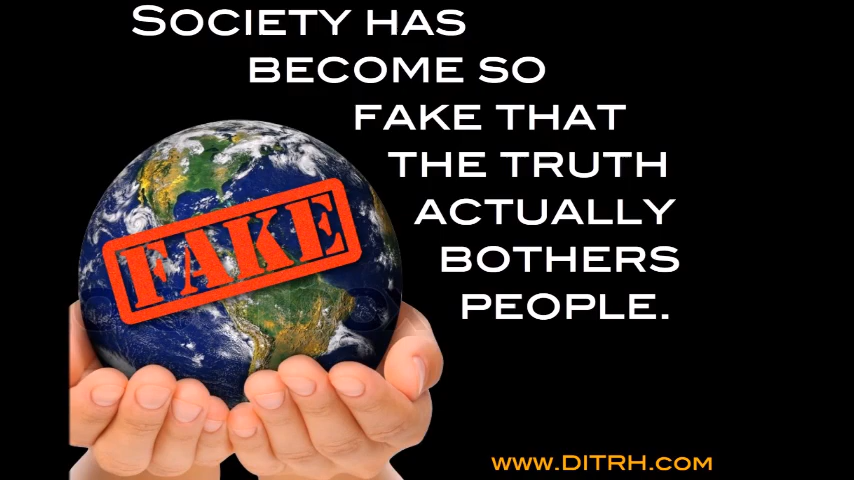 Society has
become so
fake that
the truth
actually
bothers
people.
FAKE
www.DITRH.com